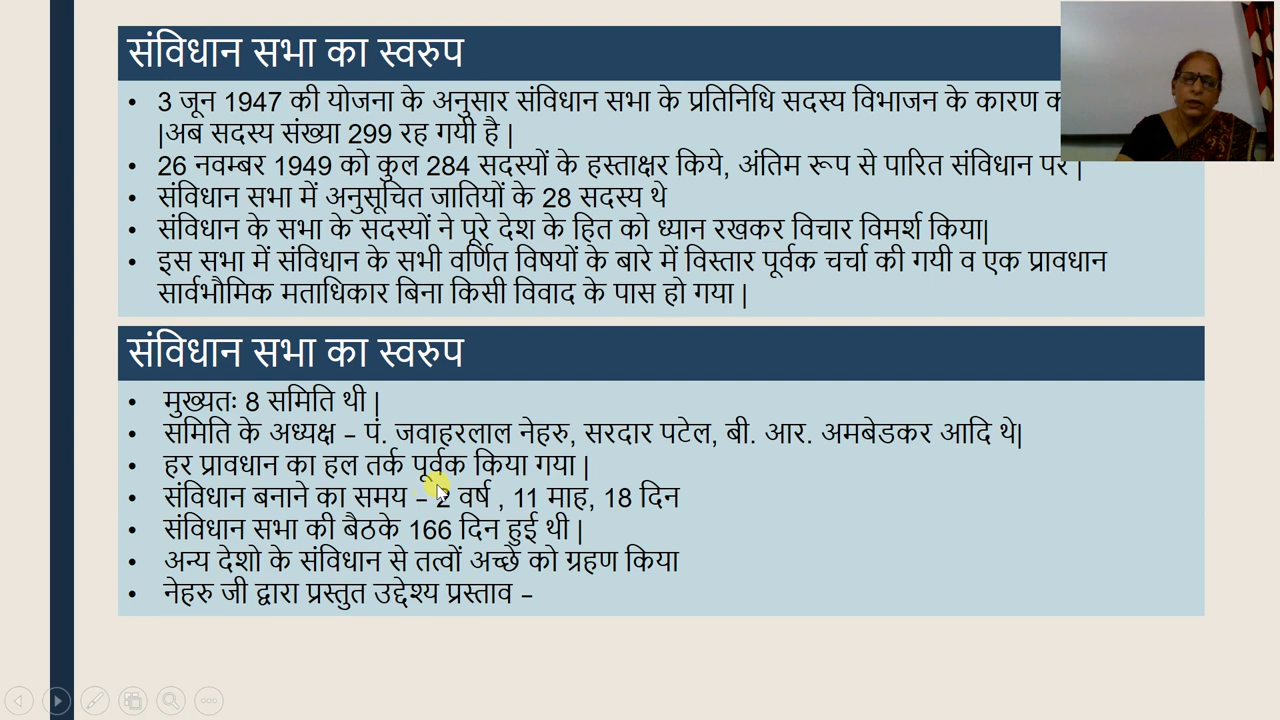 संविधान सभा का स्वरुप
• 3 जून 1947 की योजना के अनुसार संविधान सभा के प्रतिनिधि सदस्य विभाजन के कारण
|अब सदस्य संख्या 299 रह गयी है |
• 26 नवम्बर 1949 को कुल 284 सदस्यों के हस्ताक्षर किये, अंतिम रूप से पारित संविधान पर |
• संविधान सभा में अनुसूचित जातियों के 28 सदस्य थे
• संविधान के सभा के सदस्यों ने पूरे देश के हित को ध्यान रखकर विचार विमर्श किया|
• इस सभा में संविधान के सभी वर्णित विषयों के बारे में विस्तार पूर्वक चर्चा की गयी व एक प्रावधान
सार्वभौमिक मताधिकार बिना किसी विवाद के पास हो गया |
संविधान सभा का स्वरुप
• मुख्यतः 8 समिति थी |
• समिति के अध्यक्ष – पं. जवाहरलाल नेहरु, सरदार पटेल, बी. आर. अमबेडकर आदि थे|
• हर प्रावधान का हल तर्क पूर्वक किया गया |
• संविधान बनाने का समय – 2 वर्ष , 11 माह, 18 दिन
• संविधान सभा की बैठके 166 दिन हुई थी |
• अन्य देशो के संविधान से तत्वों अच्छे को ग्रहण किया
• नेहरु जी द्वारा प्रस्तुत उद्देश्य प्रस्ताव –